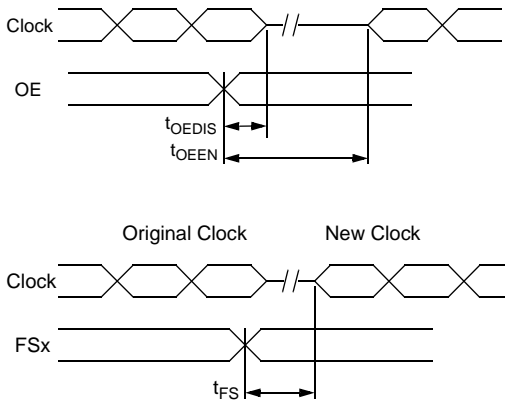 Clock
OE
tOEDIS
tOEEN
Original Clock New Clock
Clock
FSx
tFS